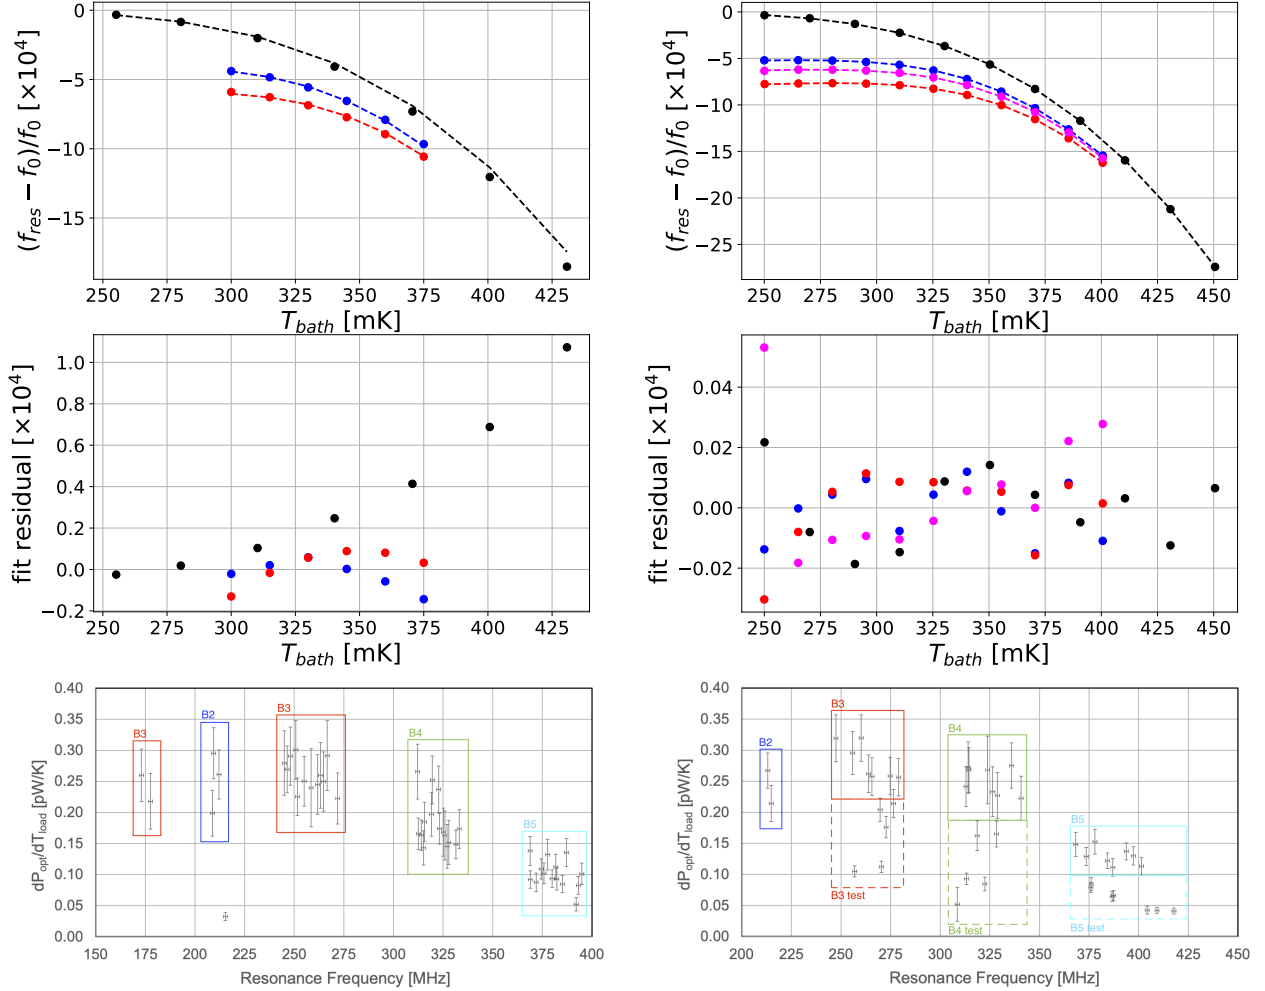 0
−5
−10
−15
(f_res − f_0)/f_0 [×10^4]
250 275 300 325 350 375 400 425
T_bath [mK]
0
−5
−10
−15
−20
−25
(f_res − f_0)/f_0 [×10^4]
250 275 300 325 350 375 400 425 450
T_bath [mK]
1.0
0.8
0.6
0.4
0.2
0.0
−0.2
fit residual [×10^4]
250 275 300 325 350 375 400 425
T_bath [mK]
0.04
0.02
0.00
−0.02
fit residual [×10^4]
250 275 300 325 350 375 400 425 450
T_bath [mK]
0.40
0.35
0.30
0.25
0.20
0.15
0.10
0.05
0.00
dP_opt/dT_load [pW/K]
B3
B2
B3
B4
B5
150 175 200 225 250 275 300 325 350 375 400
Resonance Frequency [MHz]
0.40
0.35
0.30
0.25
0.20
0.15
0.10
0.05
0.00
dP_opt/dT_load [pW/K]
B2
B3
B4
B5
B3 test
B4 test
B5 test
200 225 250 275 300 325 350 375 400 425 450
Resonance Frequency [MHz]